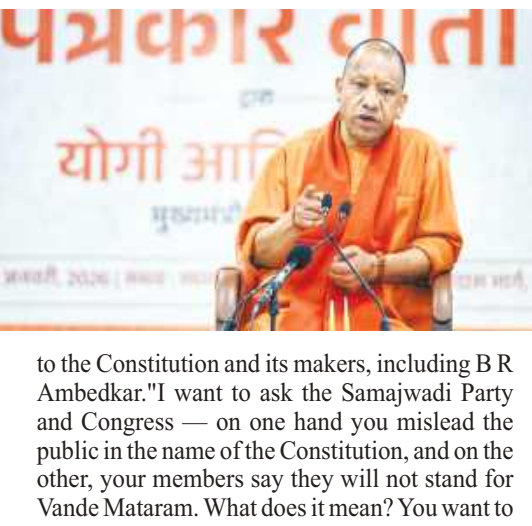 पत्रकार वार्ता
द्वारा
योगी
to the Constitution and its makers, including B R
Ambedkar."I want to ask the Samajwadi Party
and Congress — on one hand you mislead the
public in the name of the Constitution, and on the
other, your members say they will not stand for
Vande Mataram. What does it mean? You want to